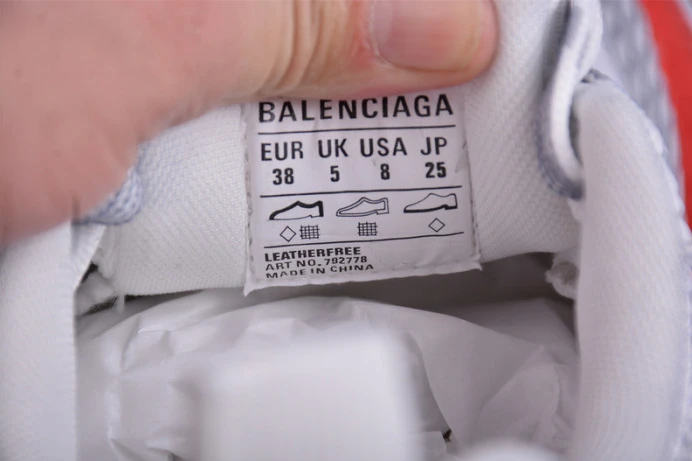 BALENCIAGA
EUR UK USA JP
38 5 8 25
LEATHERFREE
ART NO.792778
MADE IN CHINA